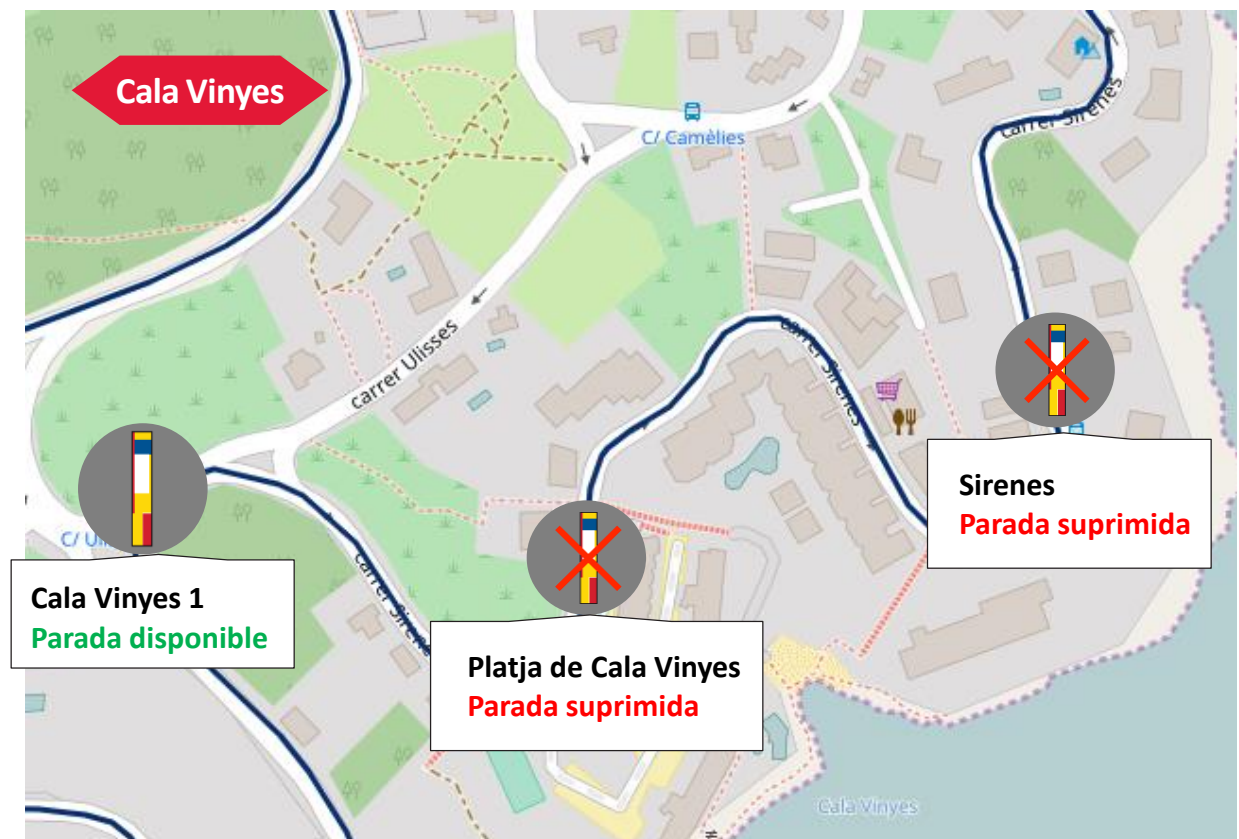 Cala Vinyes
C/ Camèlies
carrer Sirenes
carrer Ulisses
carrer Sirenes
Sirenes
Parada suprimida
C/
Cala Vinyes 1
Parada disponible
carrer
Platja de Cala Vinyes
Parada suprimida
Cala Vinyes